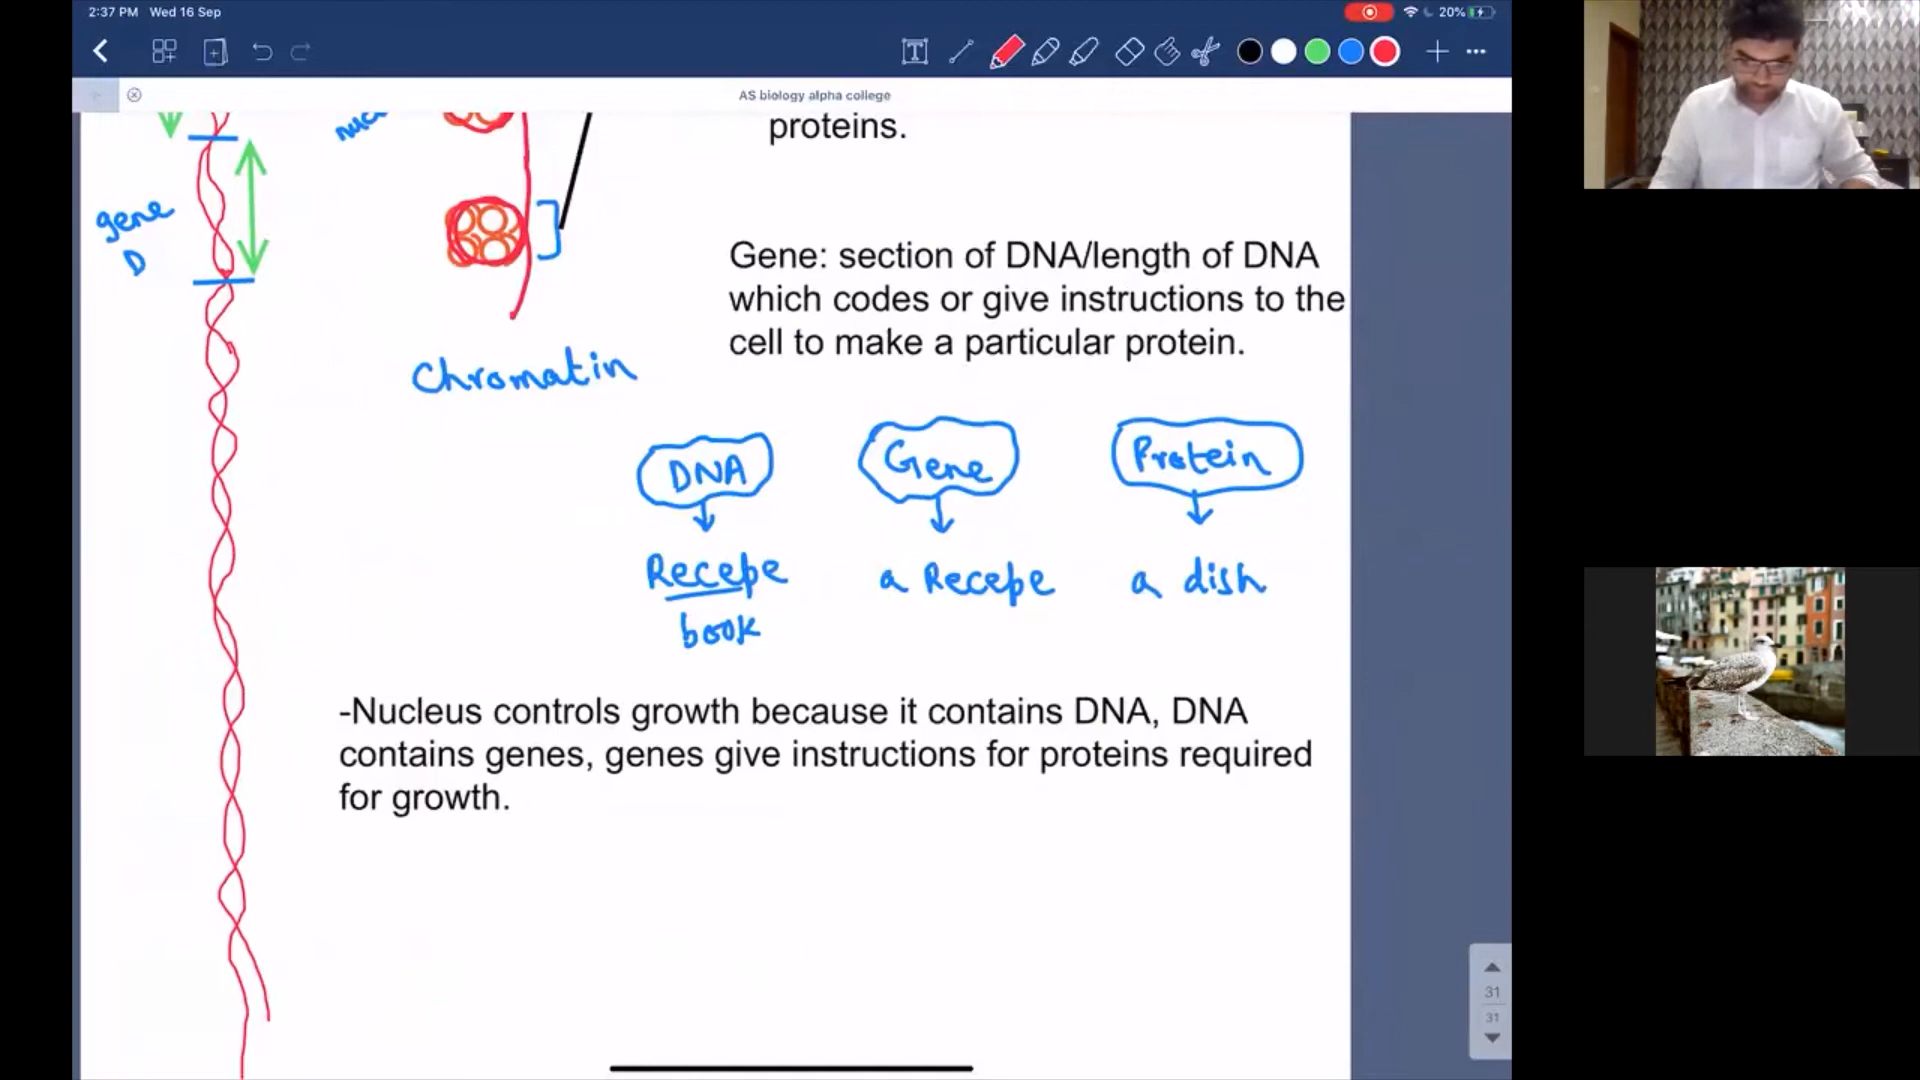 2:37 PM Wed 16 Sep
20%
AS biology alpha college
proteins.
gene
D
Gene: section of DNA/length of DNA
which codes or give instructions to the
cell to make a particular protein.
Chromatin
DNA Gene Protein
Recepe a Recepe a dish
book
-Nucleus controls growth because it contains DNA, DNA
contains genes, genes give instructions for proteins required
for growth.
31
31